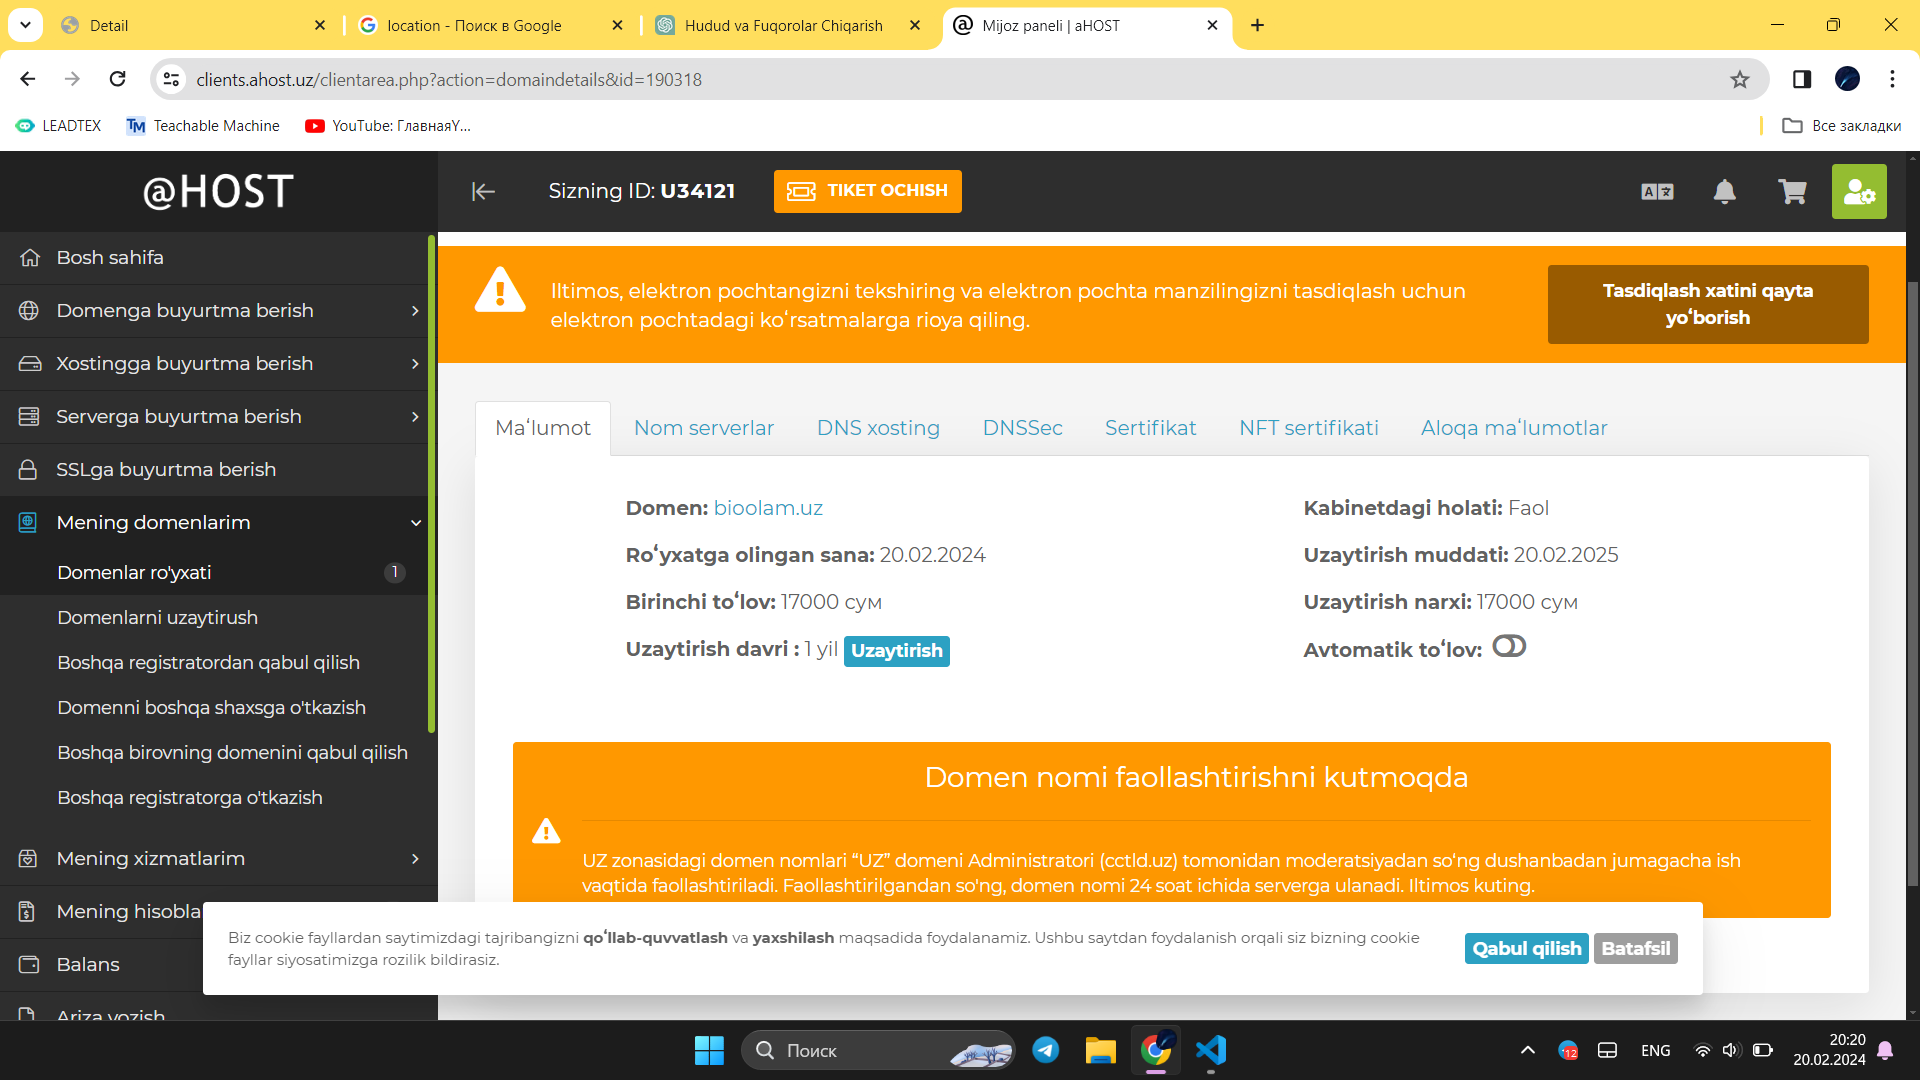 Detail
location - Поиск в Google
Hudud va Fuqorolar Chiqarish
Mijoz paneli | aHOST
clients.ahost.uz/clientarea.php?action=domaindetails&id=190318
LEADTEX
TM Teachable Machine
YouTube: ГлавнаяY...
Все закладки
@HOST
Sizning ID: U34121
TIKET OCHISH
Bosh sahifa
Domenga buyurtma berish
Xostingga buyurtma berish
Serverga buyurtma berish
SSLga buyurtma berish
Mening domenlarim
Domenlar ro'yxati 1
Domenlarni uzaytirush
Boshqa registratordan qabul qilish
Domenni boshqa shaxsga o'tkazish
Boshqa birovning domenini qabul qilish
Boshqa registratorga o'tkazish
Mening xizmatlarim
Mening hisobla
Balans
Ariza yozish
Iltimos, elektron pochtangizni tekshiring va elektron pochta manzilingizni tasdiqlash uchun
elektron pochtadagi koʻrsatmalarga rioya qiling.
Tasdiqlash xatini qayta
yoʻborish
Maʻlumot
Nom serverlar
DNS xosting
DNSSec
Sertifikat
NFT sertifikati
Aloqa maʻlumotlar
Domen: bioolam.uz
Kabinetdagi holati: Faol
Roʻyxatga olingan sana: 20.02.2024
Uzaytirish muddati: 20.02.2025
Birinchi toʻlov: 17000 сум
Uzaytirish narxi: 17000 сум
Uzaytirish davri : 1 yil Uzaytirish
Avtomatik toʻlov:
Domen nomi faollashtirishni kutmoqda
UZ zonasidagi domen nomlari “UZ” domeni Administratori (cctld.uz) tomonidan moderatsiyadan so‘ng dushanbadan jumagacha ish
vaqtida faollashtiriladi. Faollashtirilgandan so'ng, domen nomi 24 soat ichida serverga ulanadi. Iltimos kuting.
Biz cookie fayllardan saytimizdagi tajribangizni qoʻllab-quvvatlash va yaxshilash maqsadida foydalanamiz. Ushbu saytdan foydalanish orqali siz bizning cookie
fayllar siyosatimizga rozilik bildirasiz.
Qabul qilish
Batafsil
Поиск
12
ENG
20:20
20.02.2024